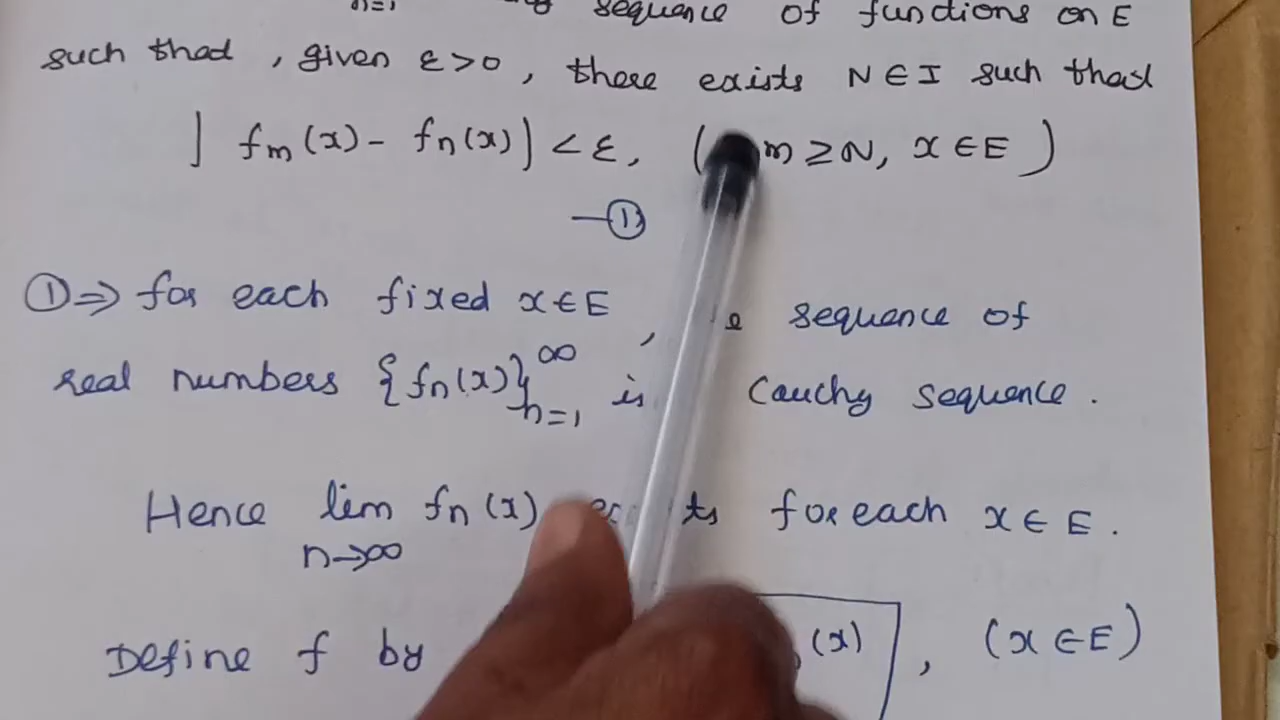 n=1 sequence of functions on E
such that , given ε>0 , there exists N∈I such that
| fm(x) - fn(x)| < ε, ( m ≥ N, x ∈ E )
—①
①⇒ for each fixed x∈E , sequence of
real numbers {fn(x)}∞n=1 is Cauchy sequence .
Hence lim n→∞ fn(x) for each x ∈ E .
Define f by (x) , (x ∈ E)